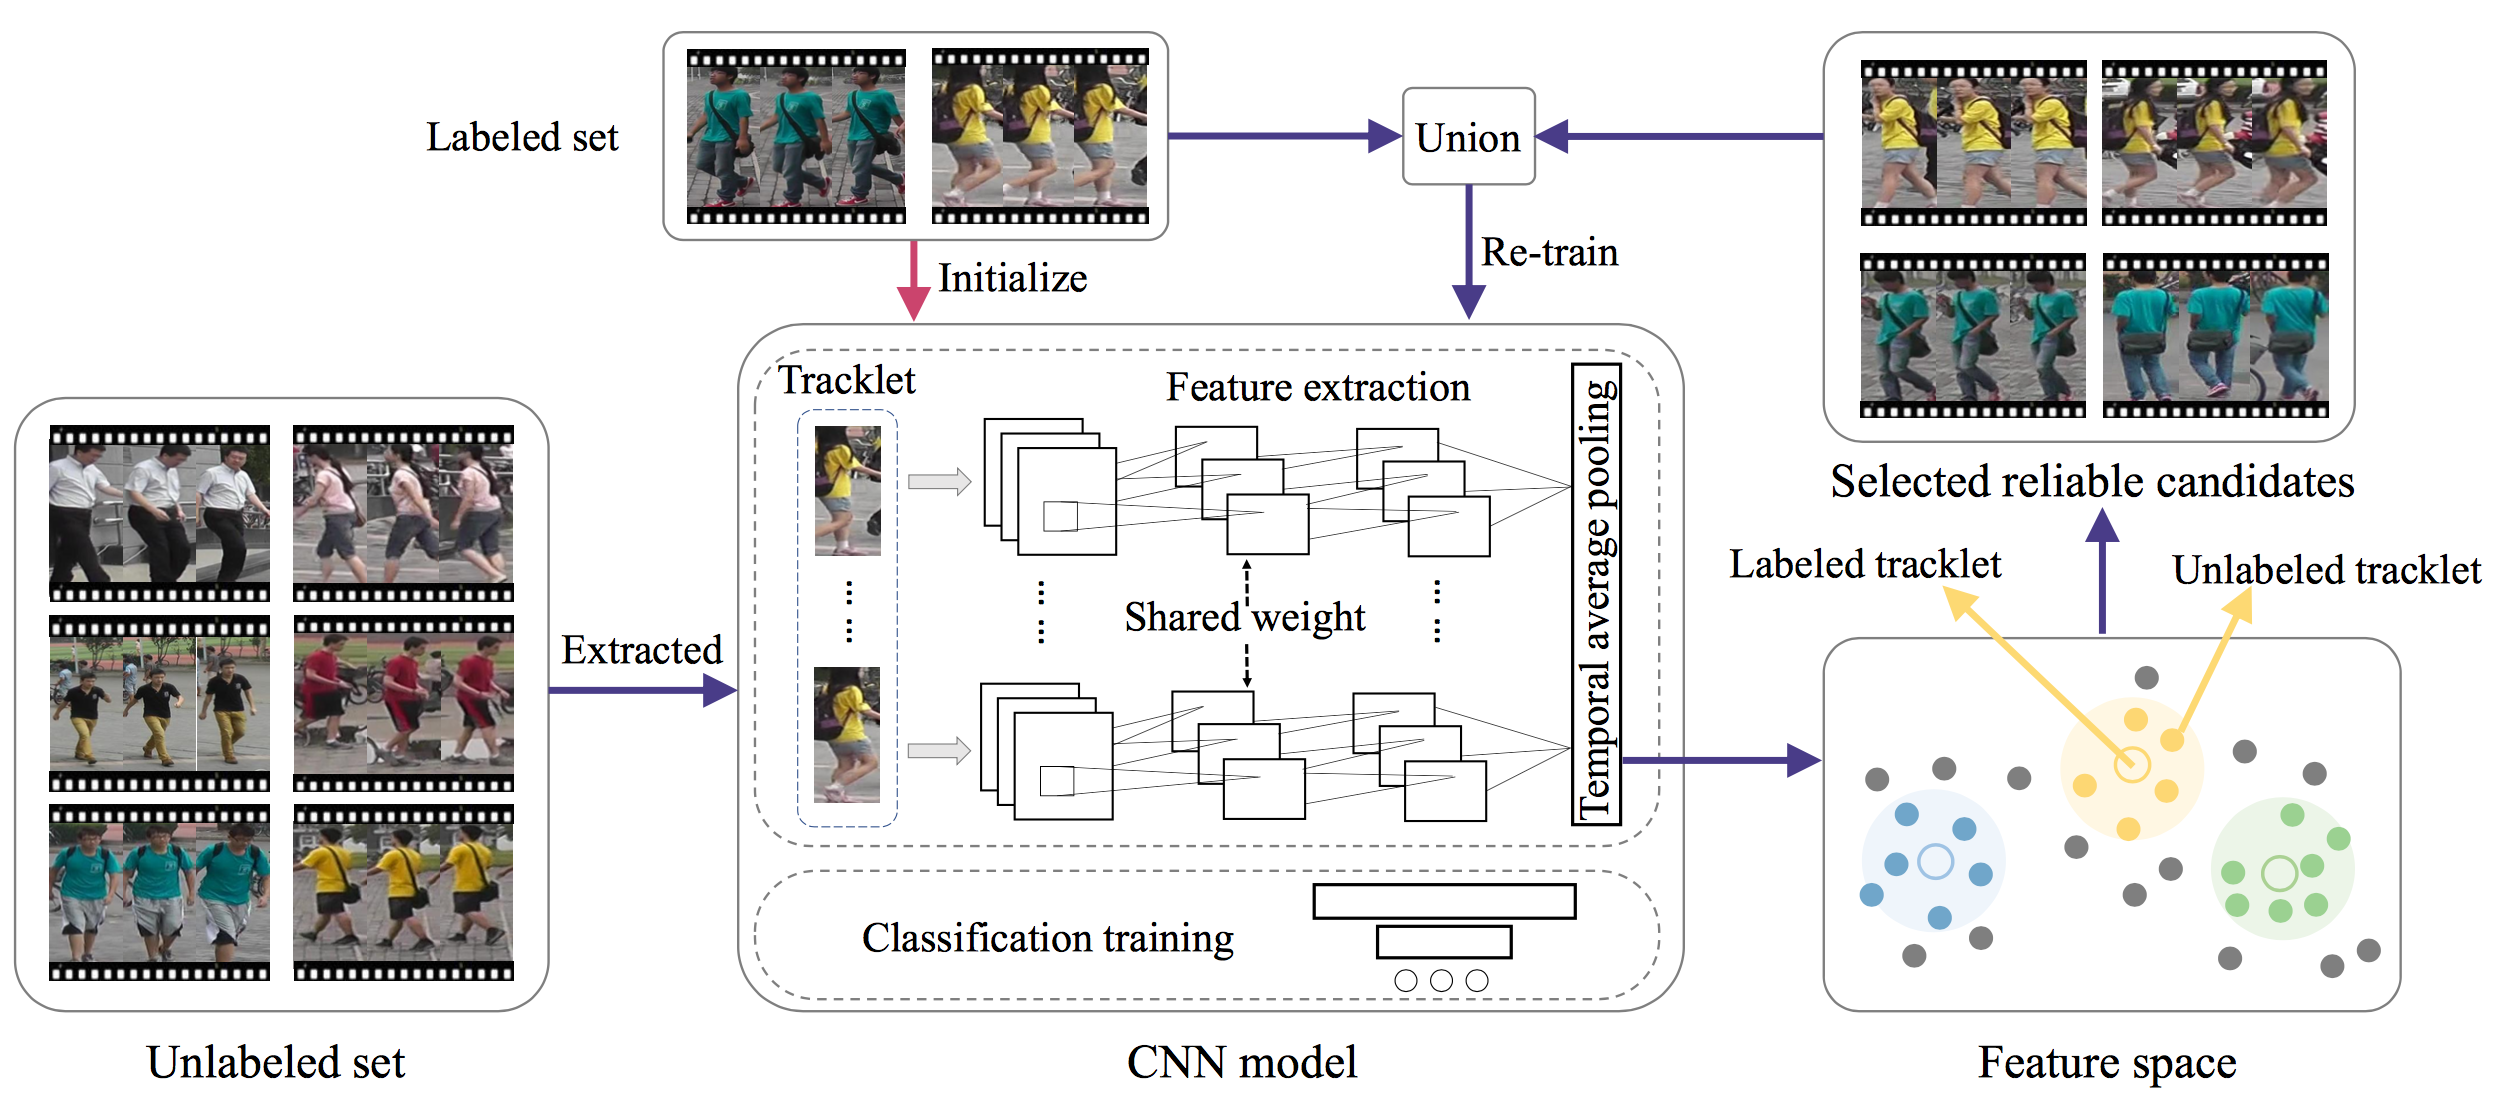 Labeled set
Union
Initialize
Re-train
Tracklet
Feature extraction
Temporal average pooling
Shared weight
Extracted
Classification training
Selected reliable candidates
Labeled tracklet
Unlabeled tracklet
Unlabeled set
CNN model
Feature space